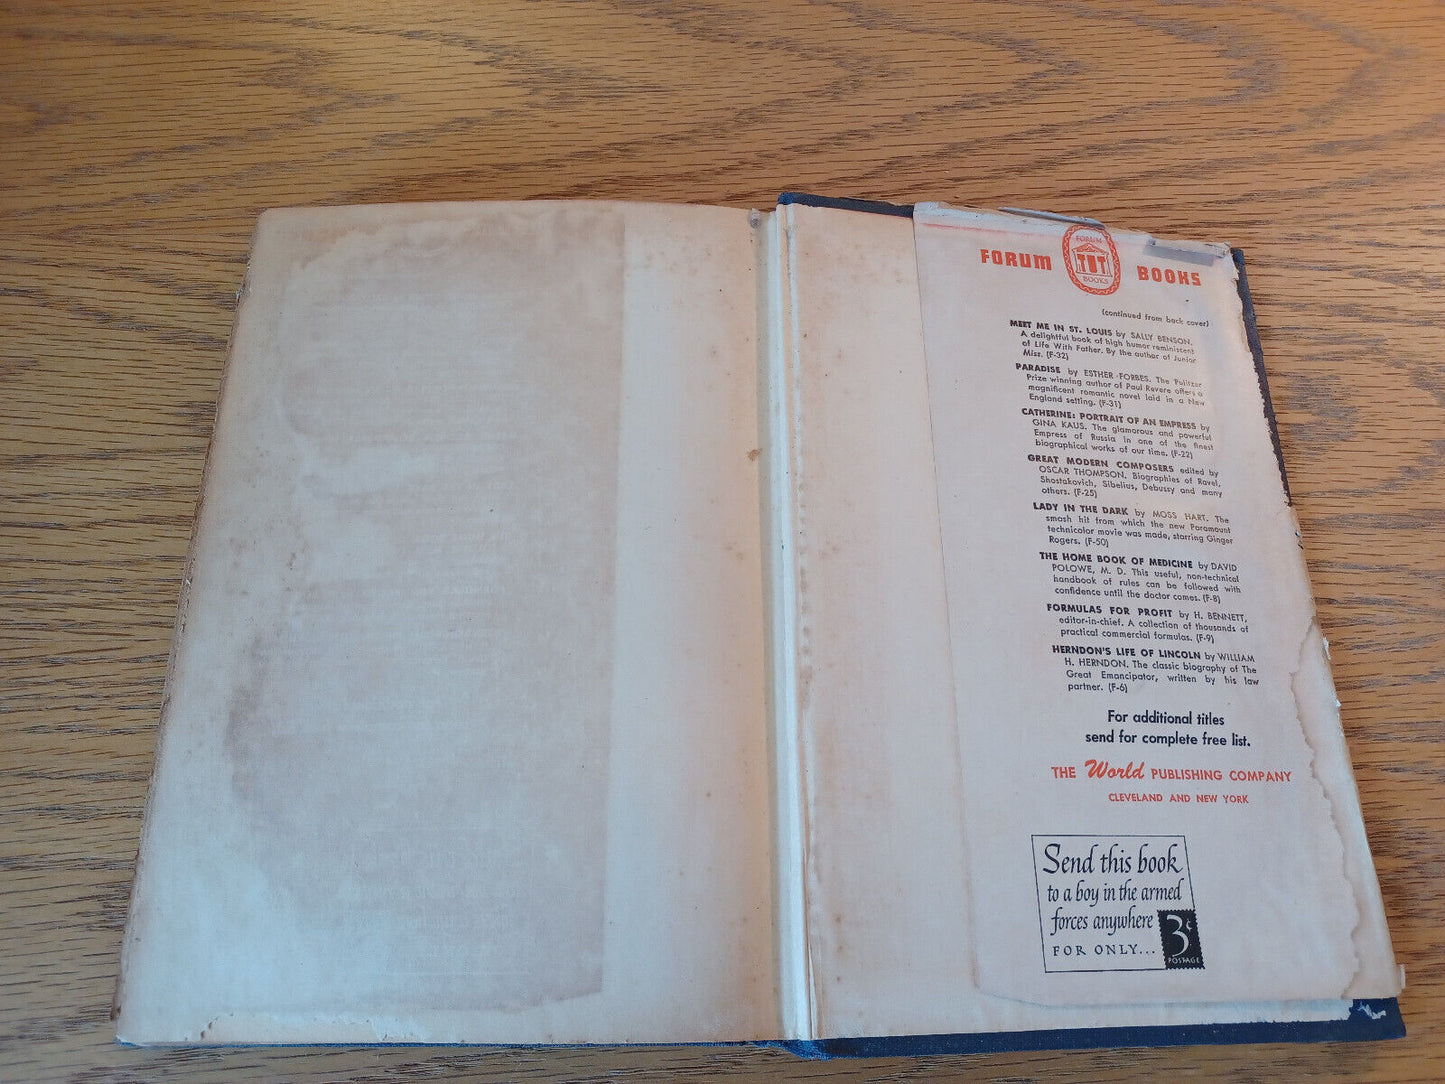 FORUM BOOKS
FORUM
BOOKS
(continued from back cover)
MEET ME IN ST. LOUIS by SALLY BENSON.
A delightful book of high humor reminiscent
of Life With Father. By the author of Junior
Miss. (F-32)
PARADISE by ESTHER FORBES. The Pulitzer
Prize winning author of Paul Revere offers a
magnificent romantic novel laid in a New
England setting. (F-31)
CATHERINE: PORTRAIT OF AN EMPRESS by
GINA KAUS. The glamorous and powerful
Empress of Russia in one of the finest
biographical works of our time. (F-22)
GREAT MODERN COMPOSERS edited by
OSCAR THOMPSON. Biographies of Ravel,
Shostakovich, Sibelius, Debussy and many
others. (F-25)
LADY IN THE DARK by MOSS HART. The
smash hit from which the new Paramount
technicolor movie was made, starring Ginger
Rogers. (F-50)
THE HOME BOOK OF MEDICINE by DAVID
POLOWE, M. D. This useful, non-technical
handbook of rules can be followed with
confidence until the doctor comes. (F-8)
FORMULAS FOR PROFIT by H. BENNETT,
editor-in-chief. A collection of thousands of
practical commercial formulas. (F-9)
HERNDON'S LIFE OF LINCOLN by WILLIAM
H. HERNDON. The classic biography of The
Great Emancipator, written by his law
partner. (F-6)
For additional titles
send for complete free list.
THE World PUBLISHING COMPANY
CLEVELAND AND NEW YORK
Send this book
to a boy in the armed
forces anywhere
FOR ONLY...
3¢
POSTAGE